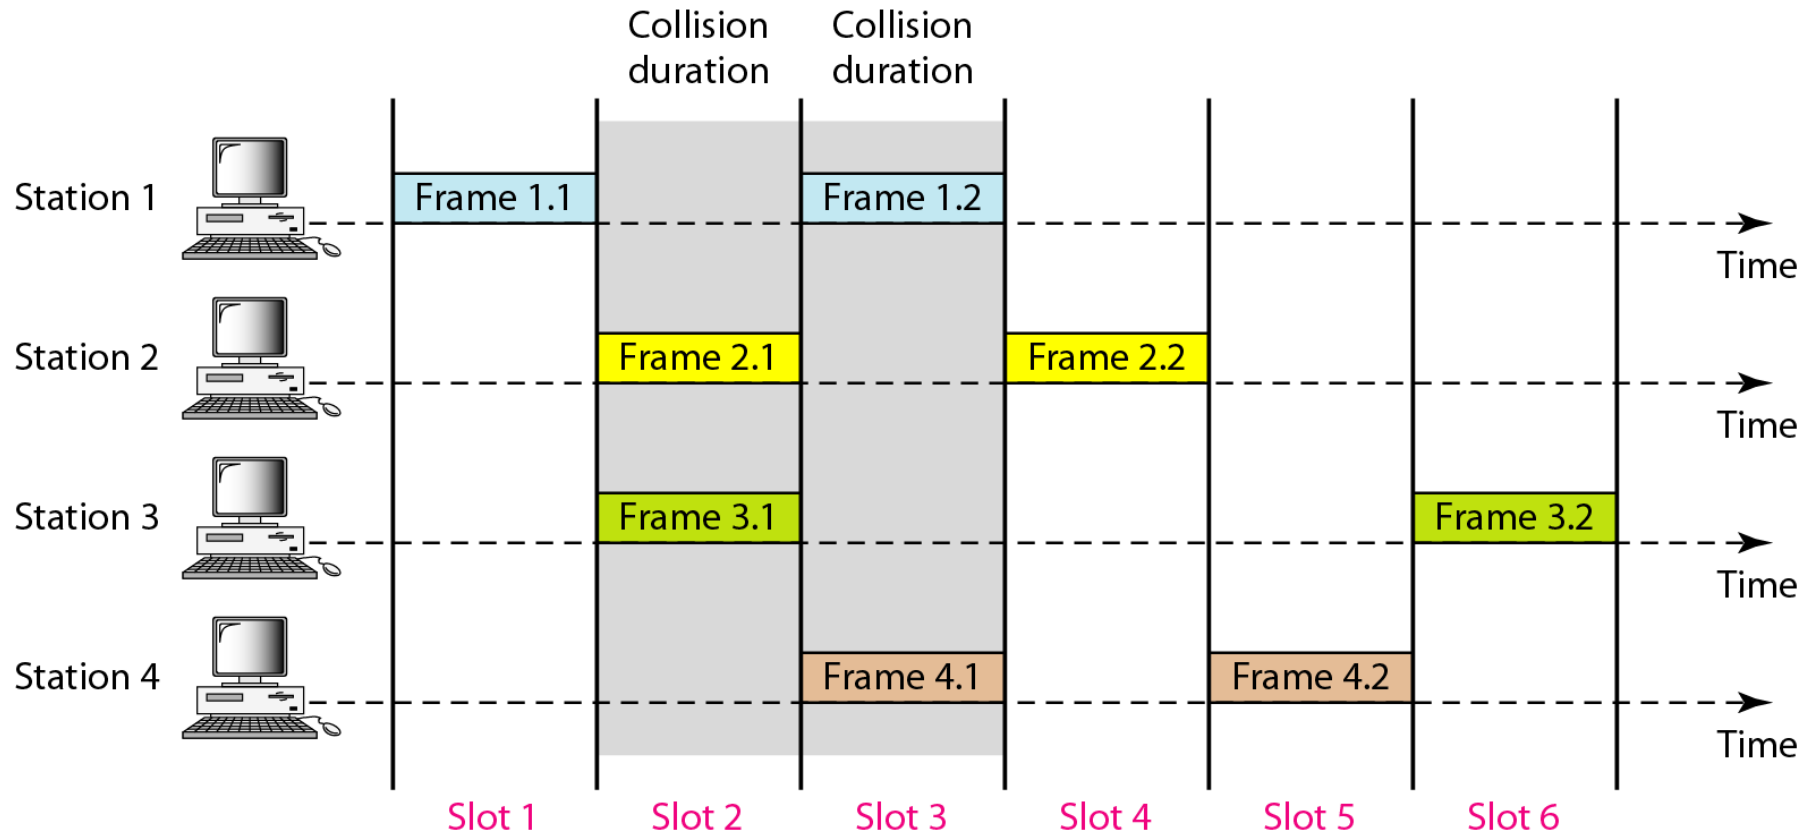 Collision duration
Collision duration
Station 1
Frame 1.1
Frame 1.2
Time
Station 2
Frame 2.1
Frame 2.2
Time
Station 3
Frame 3.1
Frame 3.2
Time
Station 4
Frame 4.1
Frame 4.2
Time
Slot 1
Slot 2
Slot 3
Slot 4
Slot 5
Slot 6